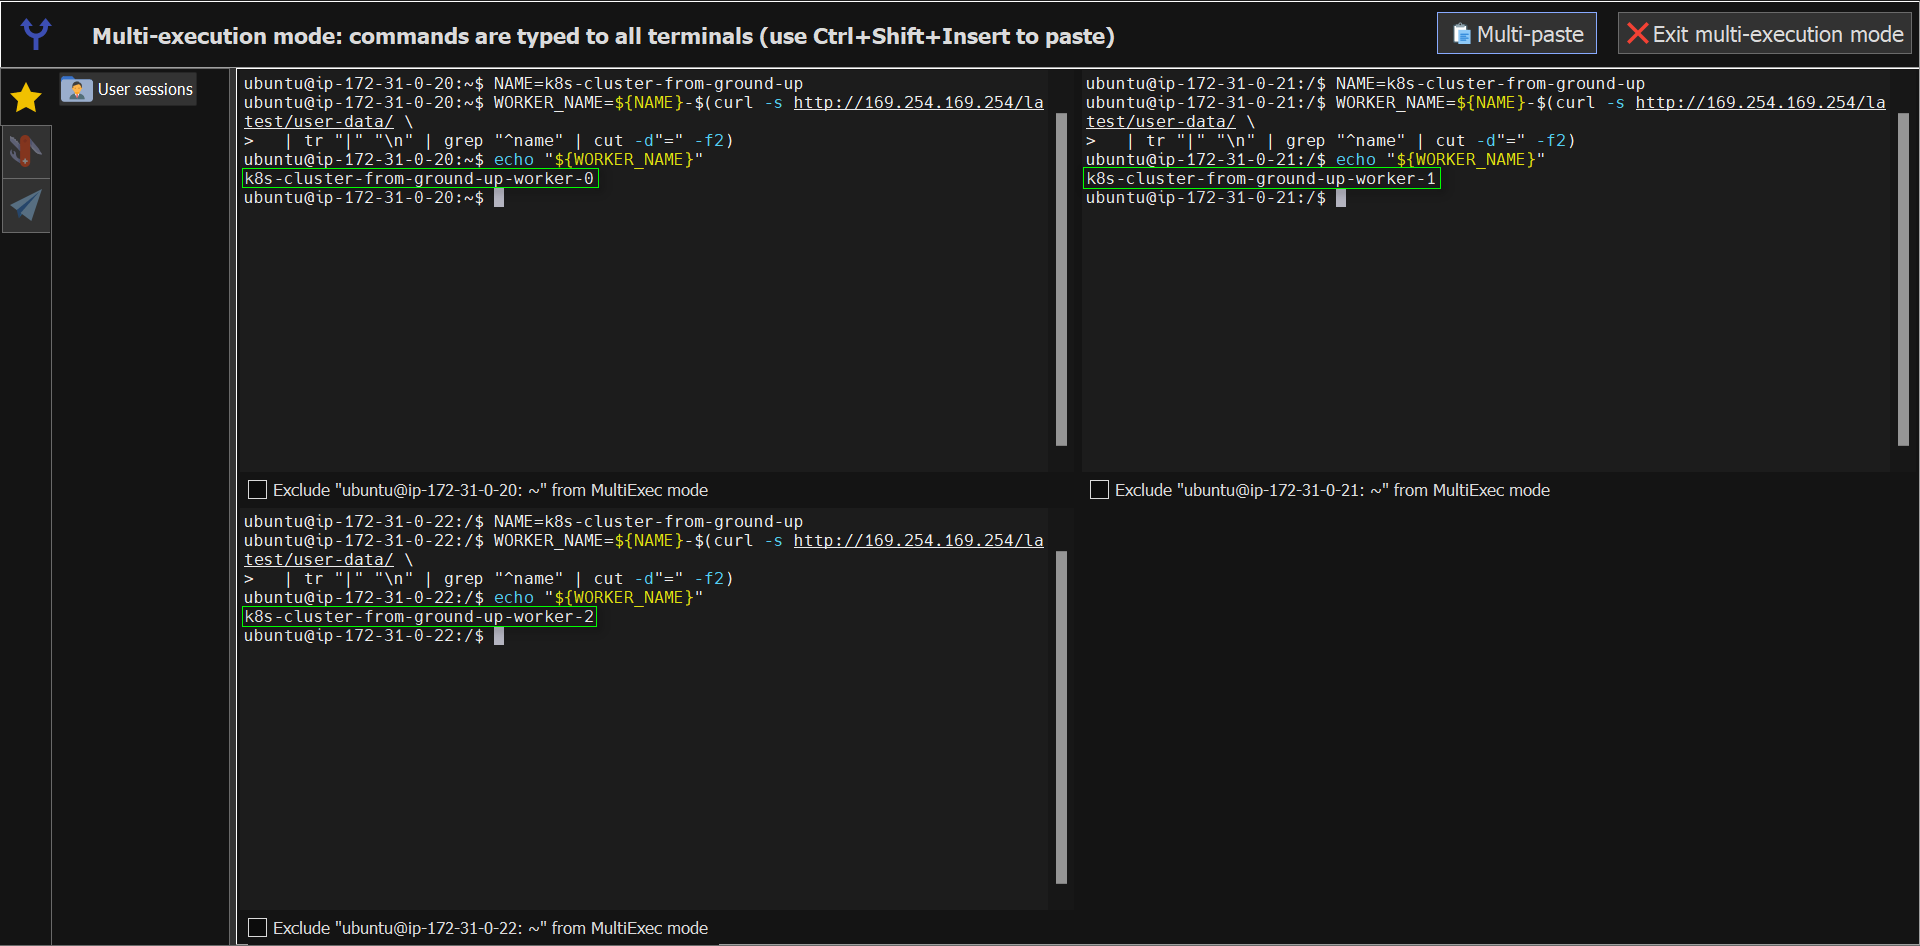 Multi-execution mode: commands are typed to all terminals (use Ctrl+Shift+Insert to paste)
Multi-paste
Exit multi-execution mode
User sessions
ubuntu@ip-172-31-0-20:~$ NAME=k8s-cluster-from-ground-up
ubuntu@ip-172-31-0-20:~$ WORKER_NAME=${NAME}-$(curl -s http://169.254.169.254/la
test/user-data/ \
>   | tr "|" "\n" | grep "^name" | cut -d"=" -f2)
ubuntu@ip-172-31-0-20:~$ echo "${WORKER_NAME}"
k8s-cluster-from-ground-up-worker-0
ubuntu@ip-172-31-0-20:~$
Exclude "ubuntu@ip-172-31-0-20: ~" from MultiExec mode
ubuntu@ip-172-31-0-21:/$ NAME=k8s-cluster-from-ground-up
ubuntu@ip-172-31-0-21:/$ WORKER_NAME=${NAME}-$(curl -s http://169.254.169.254/la
test/user-data/ \
>   | tr "|" "\n" | grep "^name" | cut -d"=" -f2)
ubuntu@ip-172-31-0-21:/$ echo "${WORKER_NAME}"
k8s-cluster-from-ground-up-worker-1
ubuntu@ip-172-31-0-21:/$
Exclude "ubuntu@ip-172-31-0-21: ~" from MultiExec mode
ubuntu@ip-172-31-0-22:/$ NAME=k8s-cluster-from-ground-up
ubuntu@ip-172-31-0-22:/$ WORKER_NAME=${NAME}-$(curl -s http://169.254.169.254/la
test/user-data/ \
>   | tr "|" "\n" | grep "^name" | cut -d"=" -f2)
ubuntu@ip-172-31-0-22:/$ echo "${WORKER_NAME}"
k8s-cluster-from-ground-up-worker-2
ubuntu@ip-172-31-0-22:/$
Exclude "ubuntu@ip-172-31-0-22: ~" from MultiExec mode